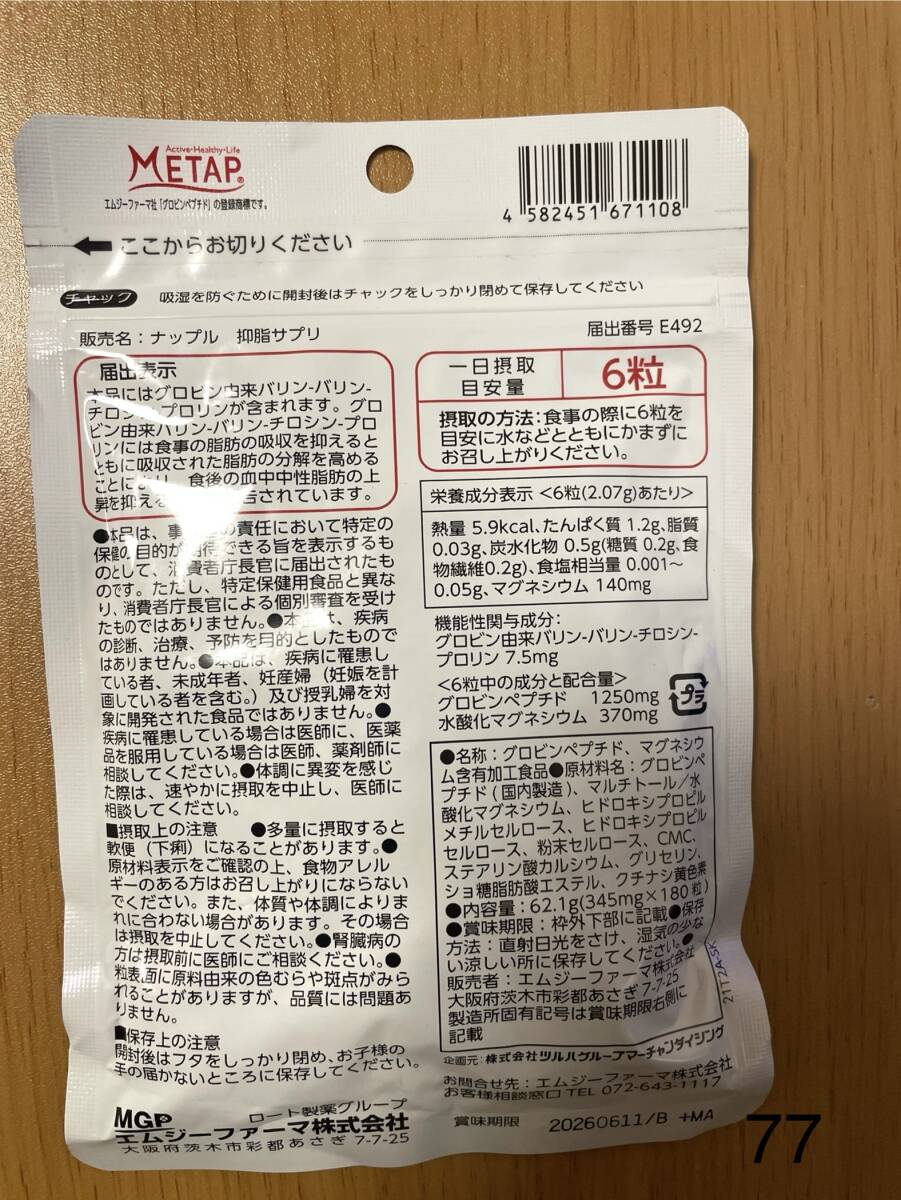 Active・Healthy・Life
METAP®
エムジーファーマ社「グロビンペプチド」の登録商標です。
4 582451 671108
ここからお切りください
チャック 吸湿を防ぐために開封後はチャックをしっかり閉めて保存してください
販売名：ナップル 抑脂サプリ
届出番号 E492
届出表示
本品にはグロビン由来バリン-バリン-
チロシン-プロリンが含まれます。グロ
ビン由来バリン-バリン-チロシン-プロ
リンには食事の脂肪の吸収を抑えると
ともに吸収された脂肪の分解を高める
ことにより、食後の血中中性脂肪の上
昇を抑える 告されています。
●本品は、事 の責任において特定の
保健の目的が期待できる旨を表示するも
のとして、消費者庁長官に届出されたも
のです。ただし、特定保健用食品と異な
り、消費者庁長官による個別審査を受け
たものではありません。●本品は、疾病
の診断、治療、予防を目的としたもので
はありません。●本品は、疾病に罹患し
ている者、未成年者、妊産婦（妊娠を計
画している者を含む。）及び授乳婦を対
象に開発された食品ではありません。●
疾病に罹患している場合は医師に、医薬
品を服用している場合は医師、薬剤師に
相談してください。●体調に異変を感じ
た際は、速やかに摂取を中止し、医師に
相談してください。
■摂取上の注意 ●多量に摂取すると
軟便（下痢）になることがあります。●
原材料表示をご確認の上、食物アレル
ギーのある方はお召し上がりにならない
でください。また、体質や体調によりま
れに合わない場合があります。その場合
は摂取を中止してください。●腎臓病の
方は摂取前に医師にご相談ください。●
粒表面に原料由来の色むらや斑点がみら
れることがありますが、品質には問題あ
りません。
■保存上の注意
開封後はフタをしっかり閉め、お子様の
手の届かないところに保存してください。
MGP ロート製薬グループ
エムジーファーマ株式会社
大阪府茨木市彩都あさぎ 7-7-25
一日摂取
目安量
6粒
摂取の方法：食事の際に6粒を
目安に水などとともにかまずに
お召し上がりください。
栄養成分表示 <6粒(2.07g)あたり>
熱量 5.9kcal、たんぱく質 1.2g、脂質
0.03g、炭水化物 0.5g(糖質 0.2g、食
物繊維0.2g)、食塩相当量 0.001～
0.05g、マグネシウム 140mg
機能性関与成分：
グロビン由来バリン-バリン-チロシン-
プロリン 7.5mg
<6粒中の成分と配合量>
グロビンペプチド 1250mg
水酸化マグネシウム 370mg
プラ
●名称：グロビンペプチド、マグネシウ
ム含有加工食品●原材料名：グロビンペ
プチド(国内製造)、マルチトール／水
酸化マグネシウム、ヒドロキシプロピル
メチルセルロース、ヒドロキシプロピル
セルロース、粉末セルロース、CMC、
ステアリン酸カルシウム、グリセリン、
ショ糖脂肪酸エステル、クチナシ黄色素
●内容量：62.1g(345mg×180粒)
●賞味期限：枠外下部に記載●保存
方法：直射日光をさけ、湿気の少な
い涼しい所に保存してください。●
販売者：エムジーファーマ株式会社
大阪府茨木市彩都あさぎ 7-7-25
製造所固有記号は賞味期限右側に
記載
21T2A-SK
企画元：株式会社ツルハグループマーチャンダイジング
お問合せ先：エムジーファーマ株式会社
お客様相談窓口 TEL 072-643-1117
賞味期限 20260611/B +MA
77